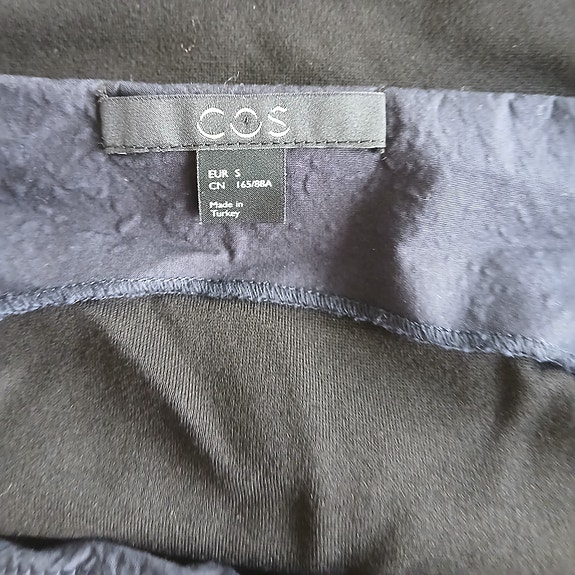 COS
EUR S
CN 165/88A
Made in
Turkey